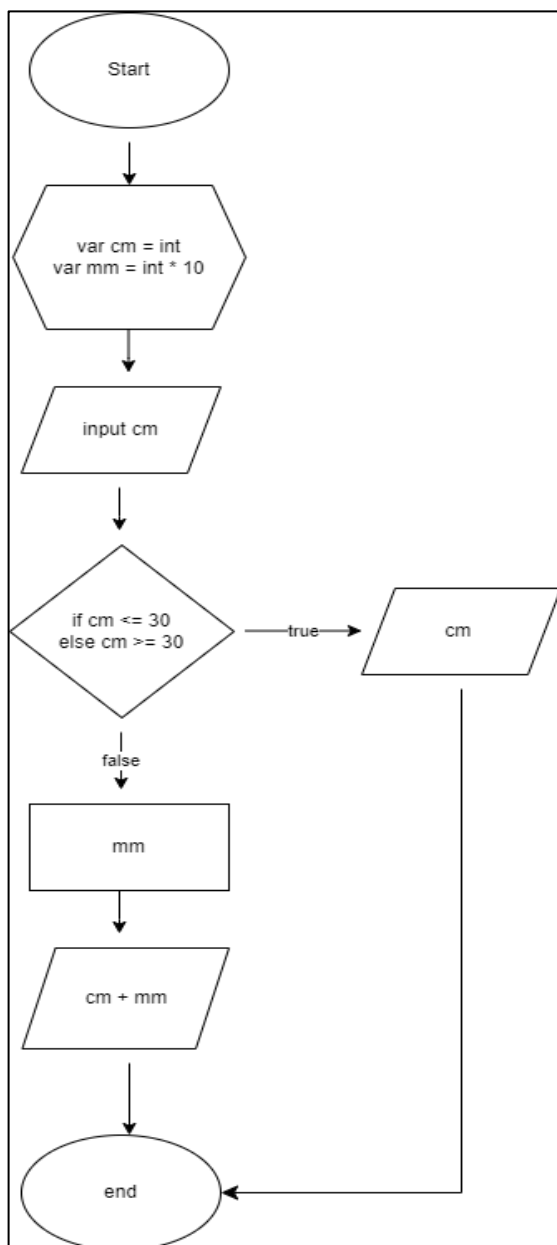 Start
var cm = int
var mm = int * 10
input cm
if cm <= 30
else cm >= 30
true
cm
false
mm
cm + mm
end